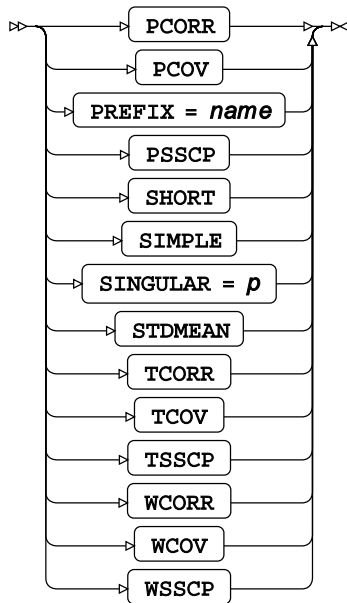 PCORR
PCOV
PREFIX = name
PSSCP
SHORT
SIMPLE
SINGULAR = p
STDMEAN
TCORR
TCOV
TSSCP
WCORR
WCOV
WSSCP